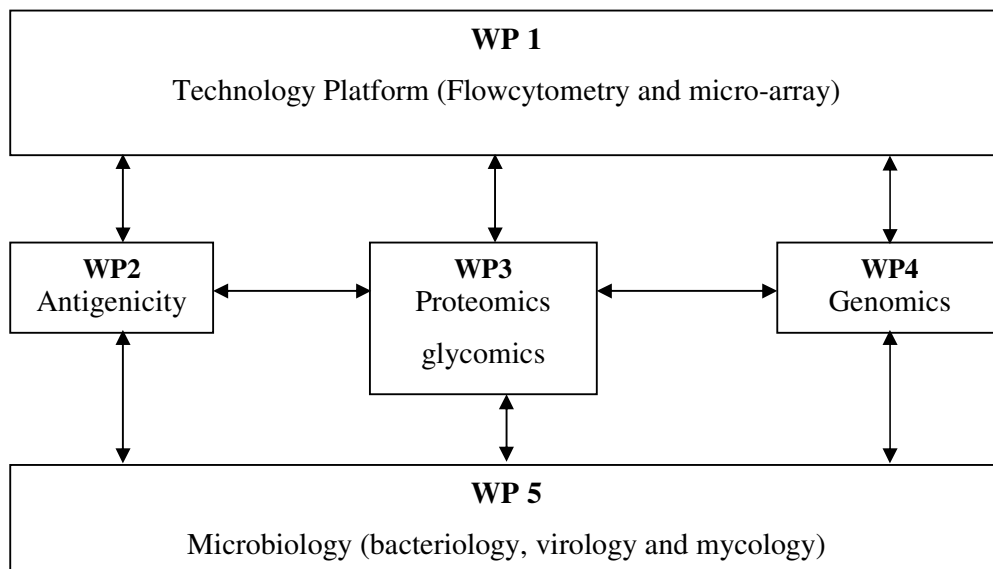 WP 1
Technology Platform (Flowcytometry and micro-array)
WP2
Antigenicity
WP3
Proteomics
glycomics
WP4
Genomics
WP 5
Microbiology (bacteriology, virology and mycology)